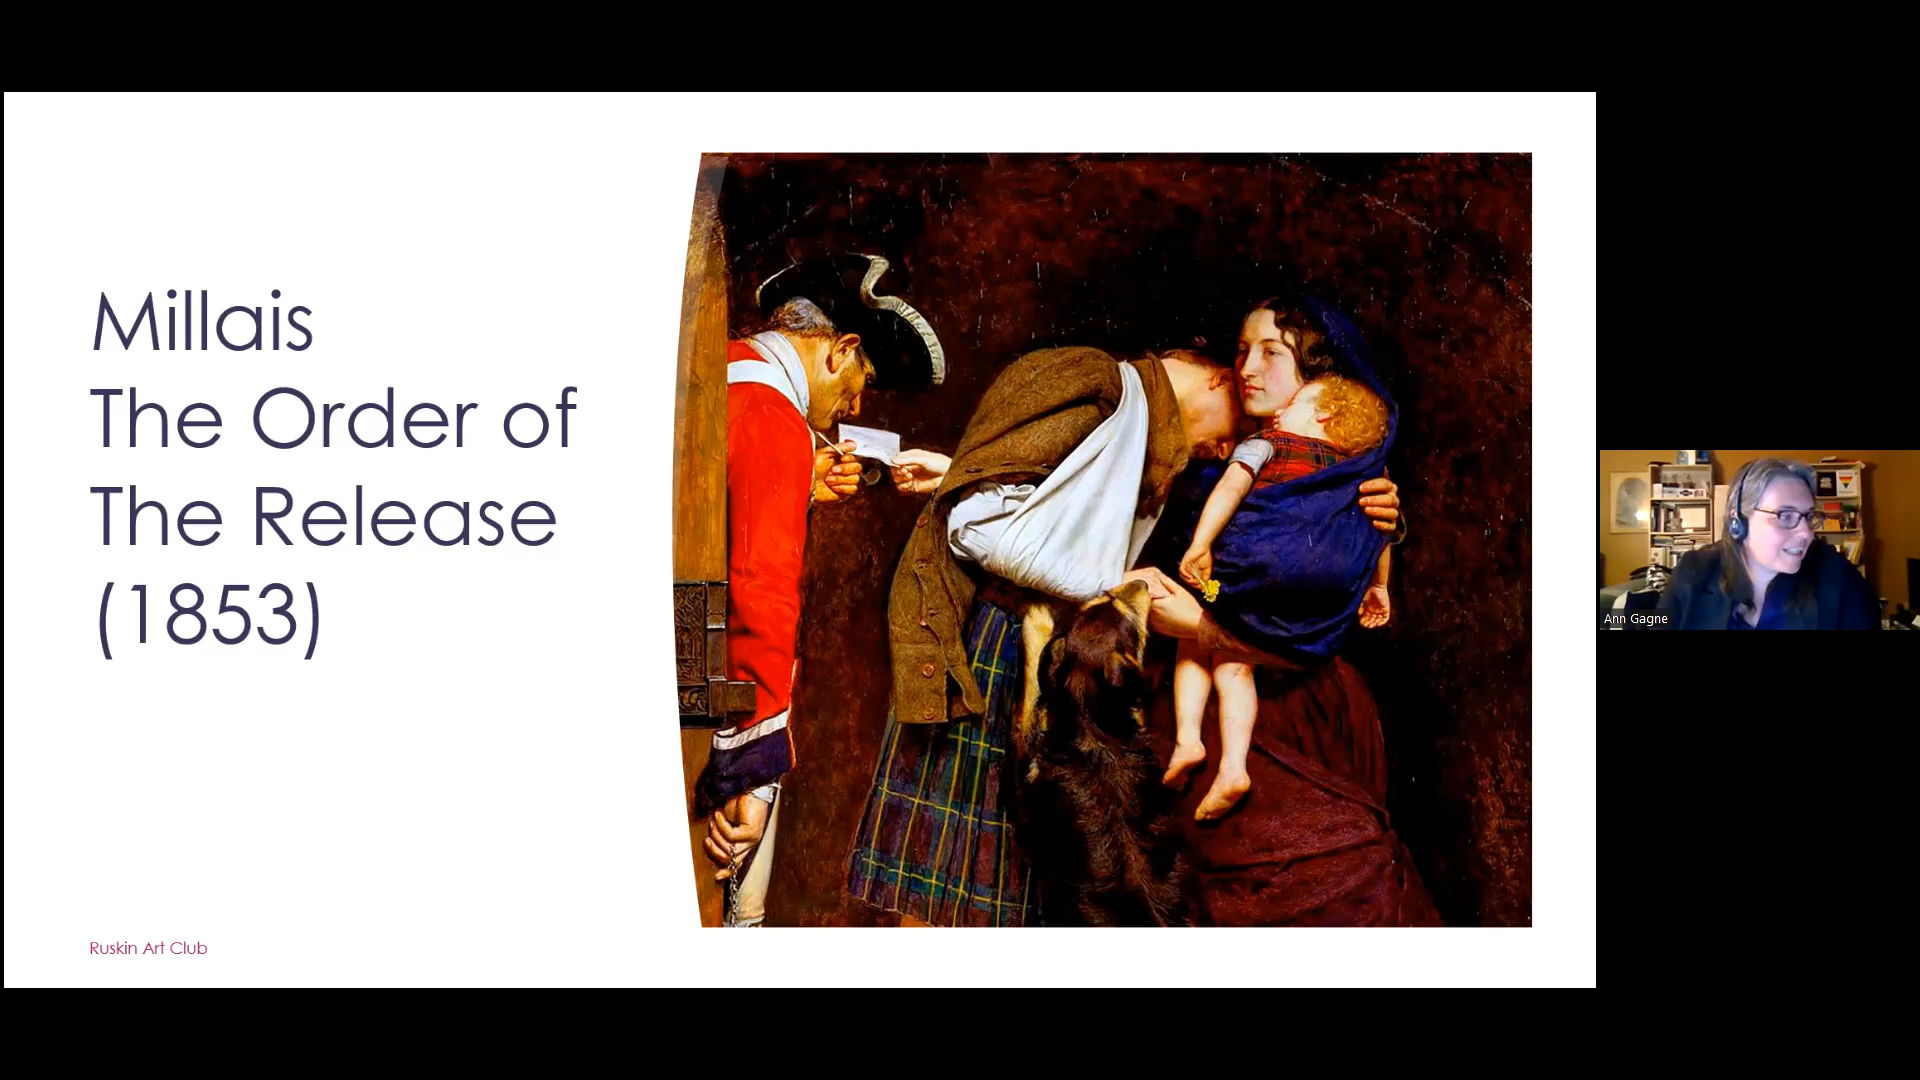 Millais
The Order of
The Release
(1853)
Ruskin Art Club
Ann Gagne